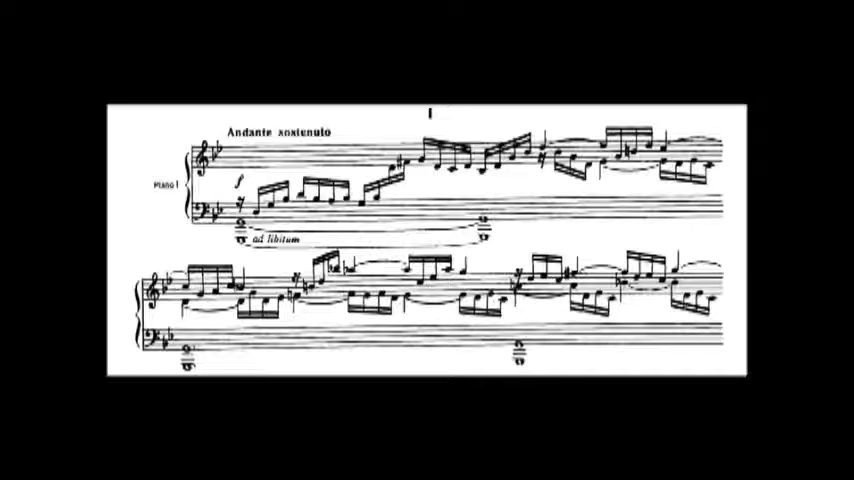 I
Andante sostenuto
Piano I
f
ad libitum